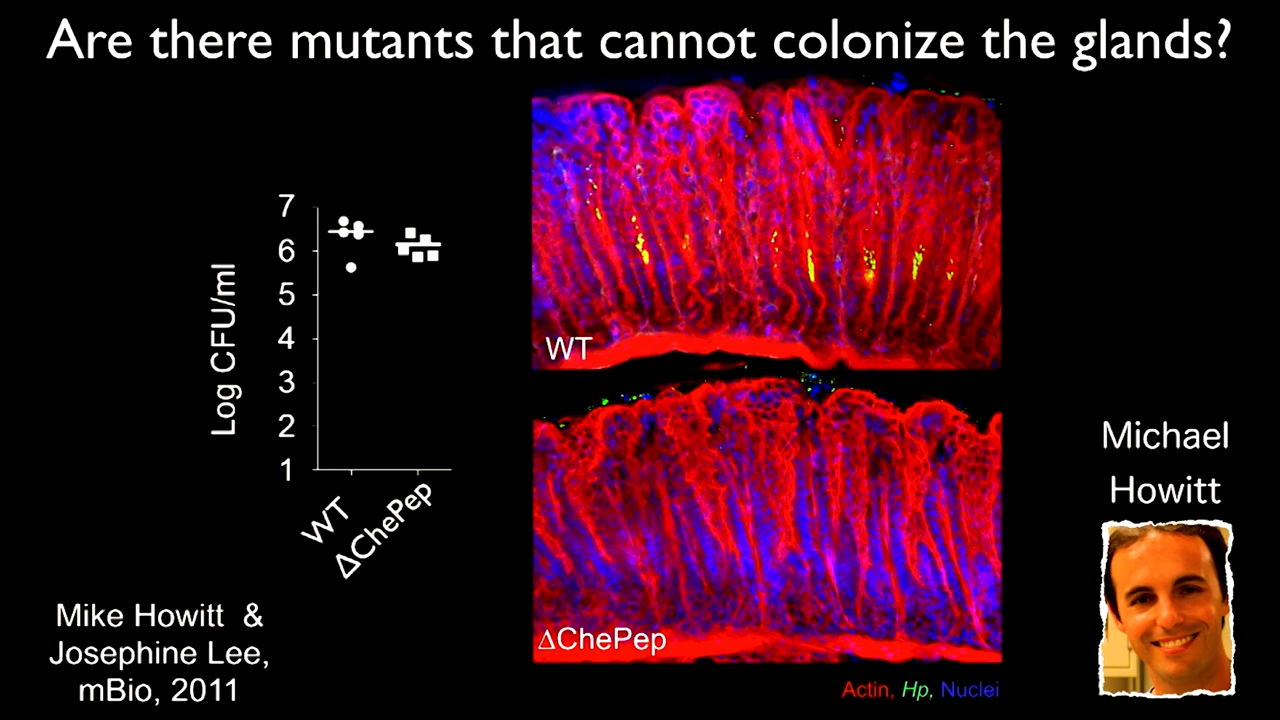 Are there mutants that cannot colonize the glands?
7
6
5
4
3
2
1
Log CFU/ml
WT
ΔChePep
WT
ΔChePep
Actin, Hp, Nuclei
Michael
Howitt
Mike Howitt &
Josephine Lee,
mBio, 2011